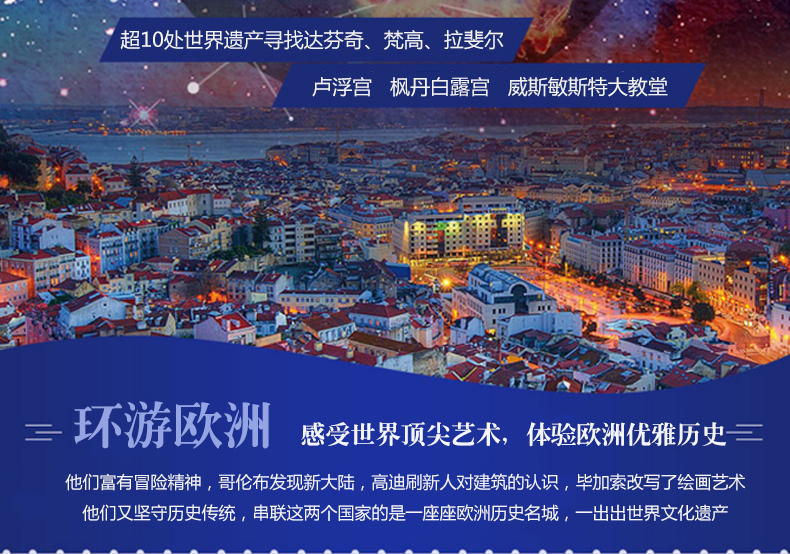 超10处世界遗产寻找达芬奇、梵高、拉斐尔
卢浮宫 枫丹白露宫 威斯敏斯特大教堂
环游欧洲 感受世界顶尖艺术，体验欧洲优雅历史
他们富有冒险精神，哥伦布发现新大陆，高迪刷新人对建筑的认识，毕加索改写了绘画艺术
他们又坚守历史传统，串联这两个国家的是一座座欧洲历史名城，一出出世界文化遗产